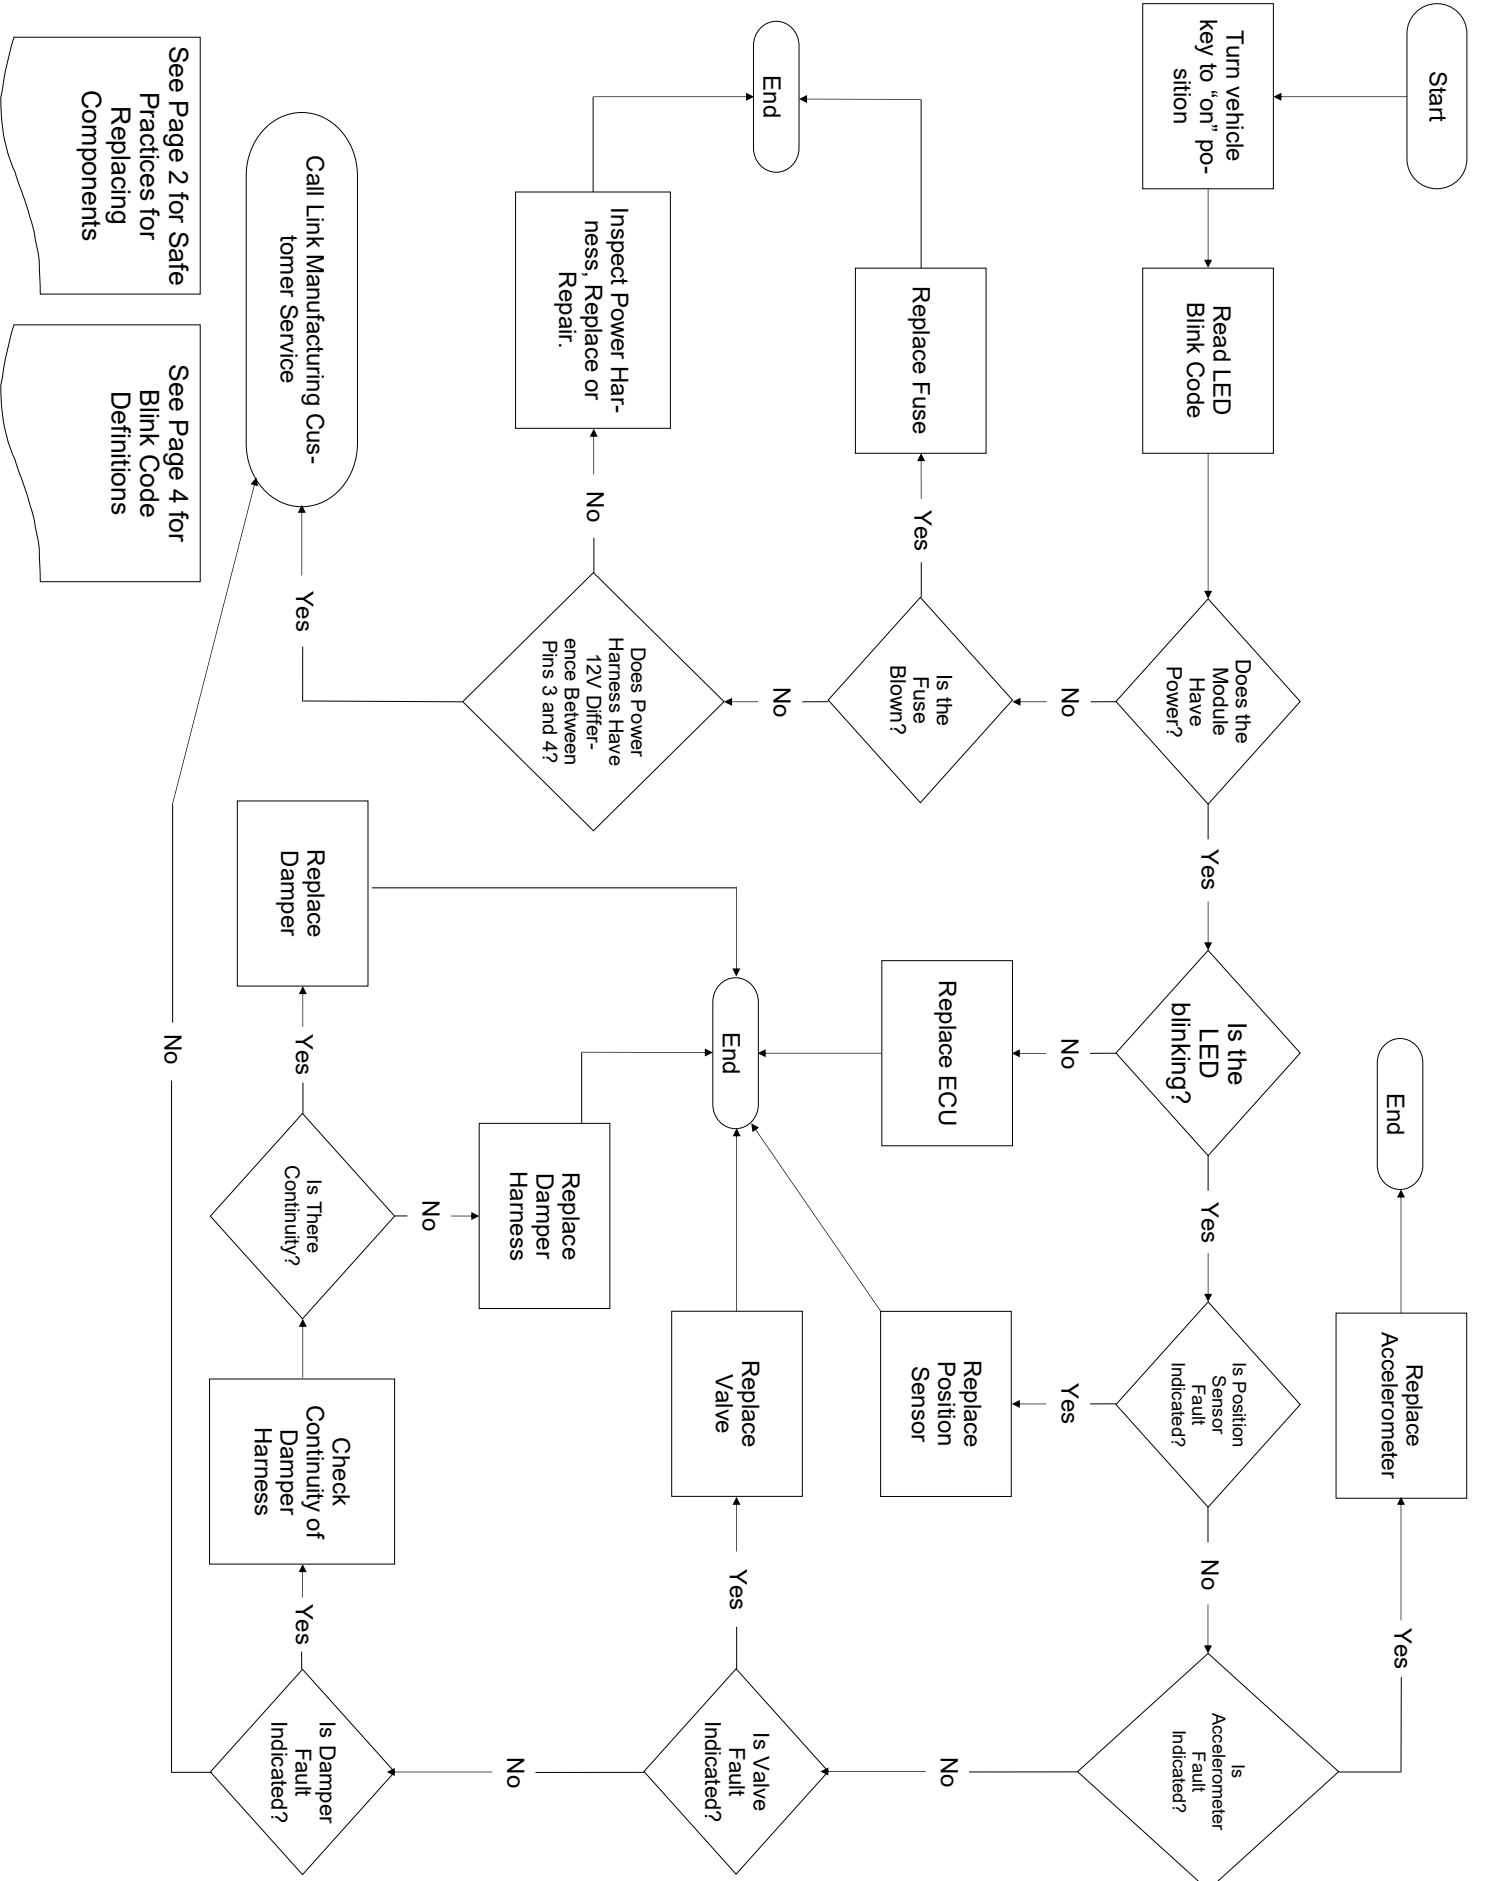 Start
Turn vehicle
key to “on” po-
sition
Read LED
Blink Code
Does the
Module
Have
Power?
Yes
Is the
LED
blinking?
Yes
Is Position
Sensor
Fault
Indicated?
No
Is
Accelerometer
Fault
Indicated?
Yes
Replace
Accelerometer
End
No
Is the
Fuse
Blown?
Yes
Replace Fuse
End
No
Does Power
Harness Have
12V Differ-
ence Between
Pins 3 and 4?
No
Inspect Power Har-
ness, Replace or
Repair.
Yes
Call Link Manufacturing Cus-
tomer Service
No
Replace ECU
End
Yes
Replace
Position
Sensor
No
Is Valve
Fault
Indicated?
Yes
Replace
Valve
No
Is Damper
Fault
Indicated?
Yes
Check
Continuity of
Damper
Harness
Is There
Continuity?
No
Replace
Damper
Harness
Yes
Replace
Damper
No
See Page 2 for Safe
Practices for
Replacing
Components
See Page 4 for
Blink Code
Definitions